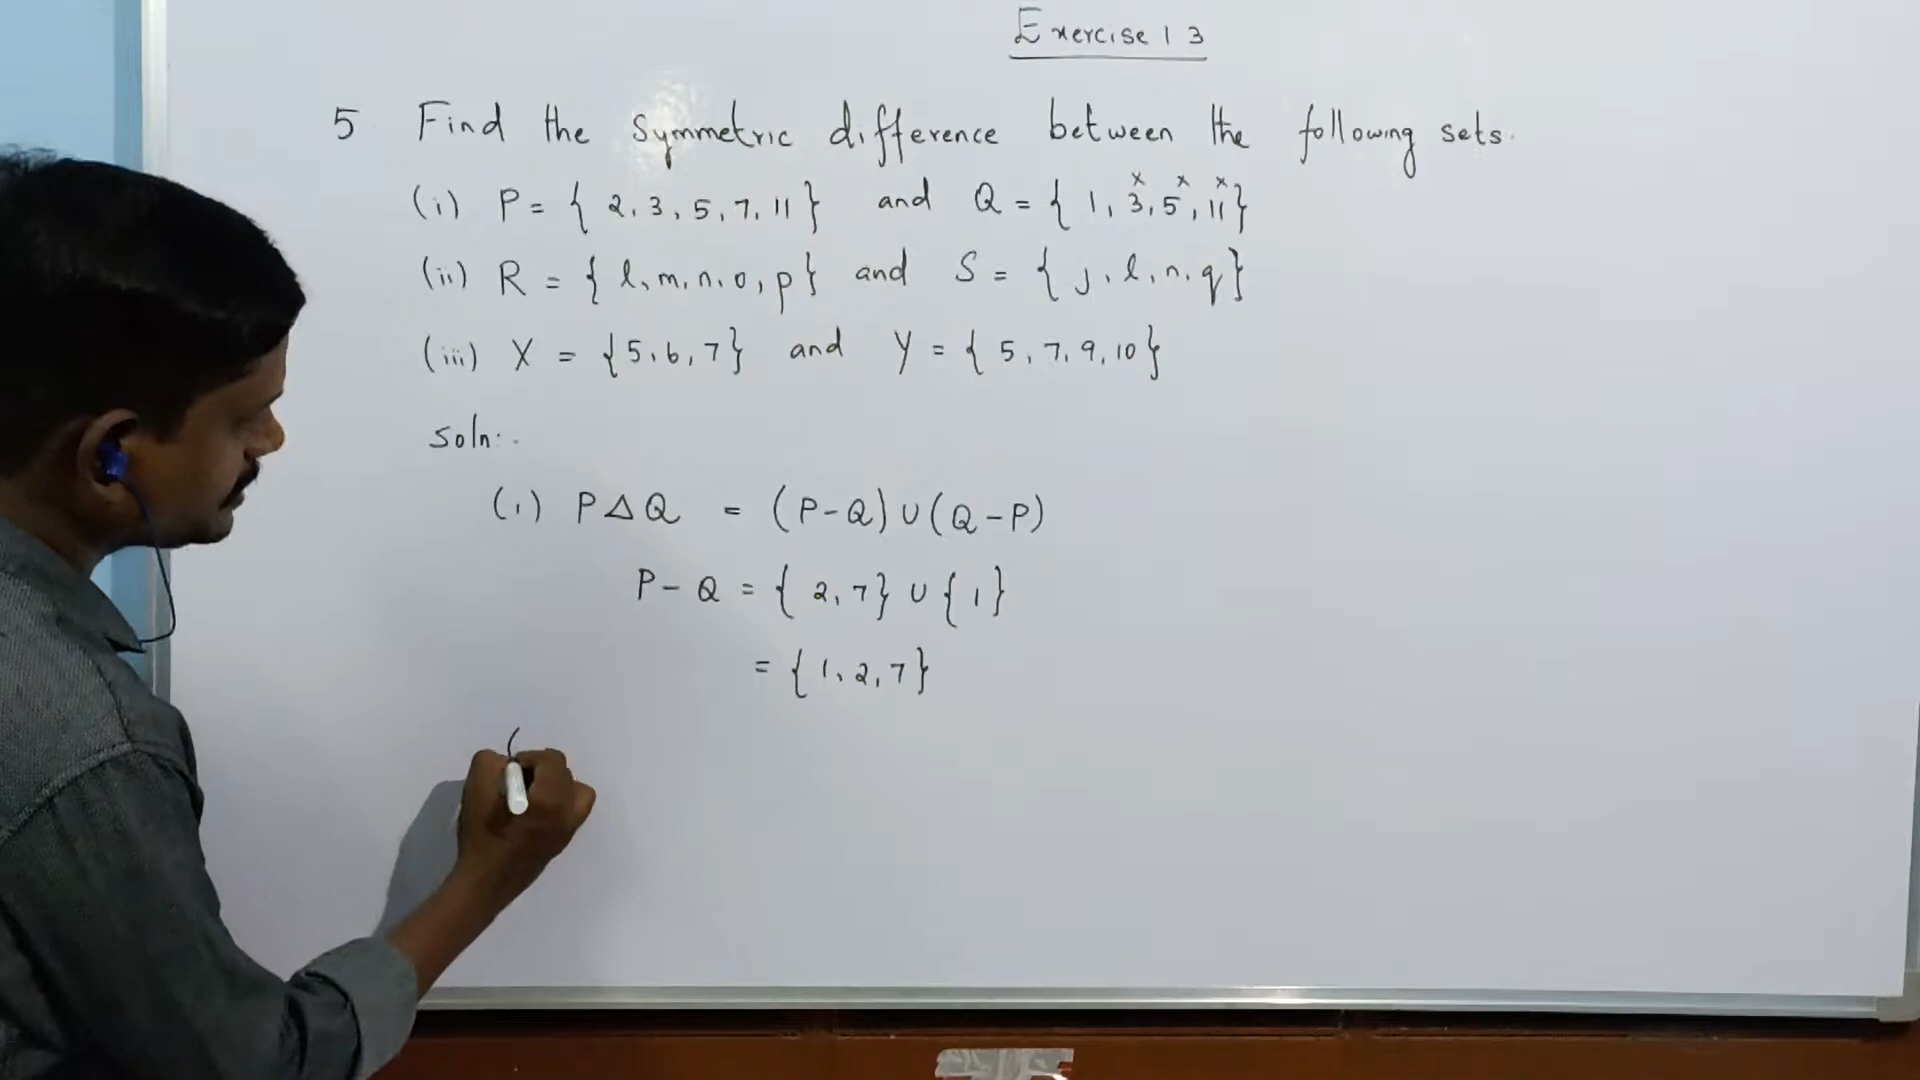 Exercise 1 3
5 Find the symmetric difference between the following sets.
(i) P = { 2, 3, 5, 7, 11 } and Q = { 1, 3, 5, 11 }
(ii) R = { l, m, n, o, p } and S = { j, l, n, q }
(iii) X = { 5, 6, 7 } and Y = { 5, 7, 9, 10 }
Soln:.
(i) P Δ Q = (P-Q) ∪ (Q-P)
P - Q = { 2, 7 } ∪ { 1 }
= { 1, 2, 7 }
(